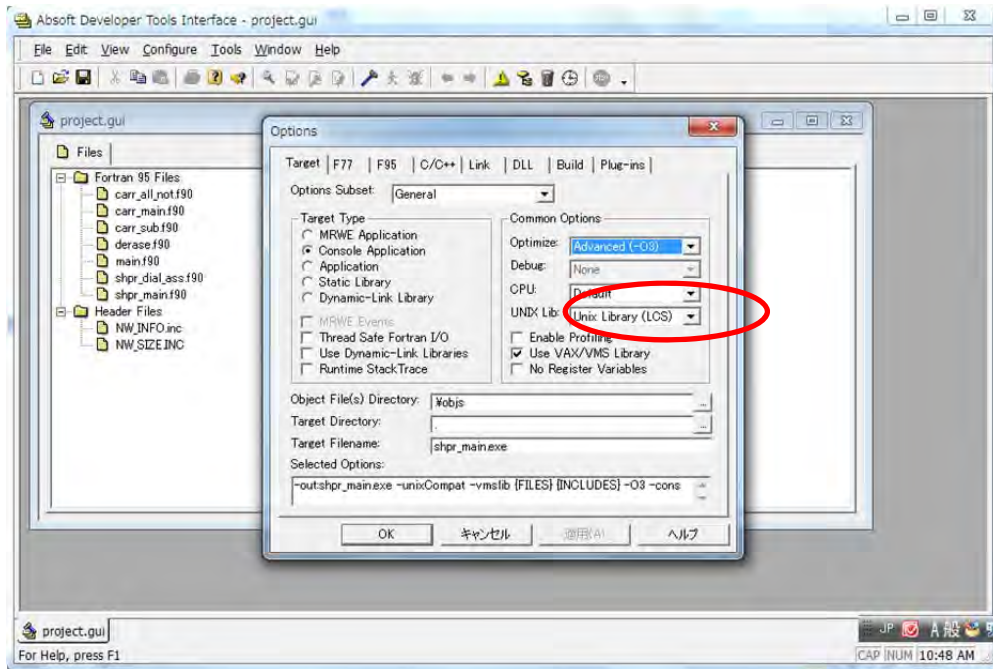 Absoft Developer Tools Interface - project.gui
File Edit View Configure Tools Window Help
project.gui
Files
Fortran 95 Files
carr_all_not.f90
carr_main.f90
carr_sub.f90
derase.f90
main.f90
shpr_dial_ass.f90
shpr_main.f90
Header Files
NW_INFO.inc
NW_SIZE.INC
Options
Target F77 F95 C/C++ Link DLL Build Plug-ins
Options Subset: General
Target Type
MRWE Application
Console Application
Application
Static Library
Dynamic-Link Library
MRWE Events
Thread Safe Fortran I/O
Use Dynamic-Link Libraries
Runtime StackTrace
Common Options
Optimize: Advanced (-O3)
Debug: None
CPU: Default
UNIX Lib: Unix Library (LCS)
Enable Profiling
Use VAX/VMS Library
No Register Variables
Object File(s) Directory: ¥objs ...
Target Directory: . ...
Target Filename: shpr_main.exe
Selected Options:
-out:shpr_main.exe -unixCompat -vmslib {FILES} {INCLUDES} -O3 -cons
OK キャンセル 適用(A) ヘルプ
project.gui
JP A 般
For Help, press F1
CAP NUM 10:48 AM